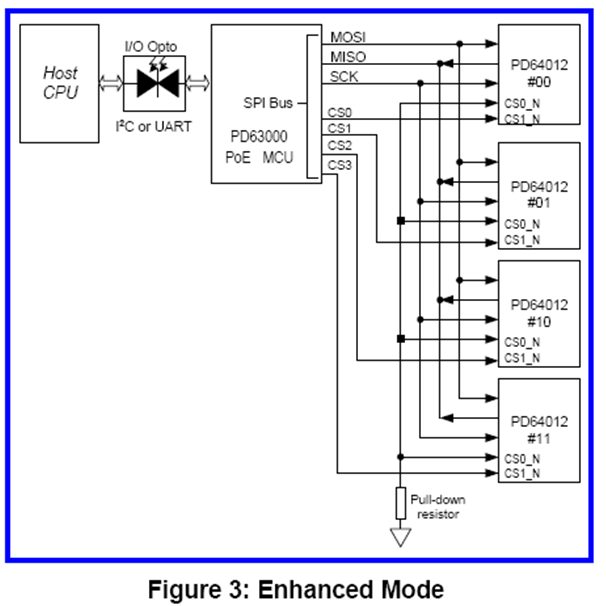 Host
CPU
I/O Opto
I²C or UART
SPI Bus
PD63000
PoE MCU
MOSI
MISO
SCK
CS0
CS1
CS2
CS3
PD64012
#00
CS0_N
CS1_N
PD64012
#01
CS0_N
CS1_N
PD64012
#10
CS0_N
CS1_N
PD64012
#11
CS0_N
CS1_N
Pull-down
resistor
Figure 3: Enhanced Mode